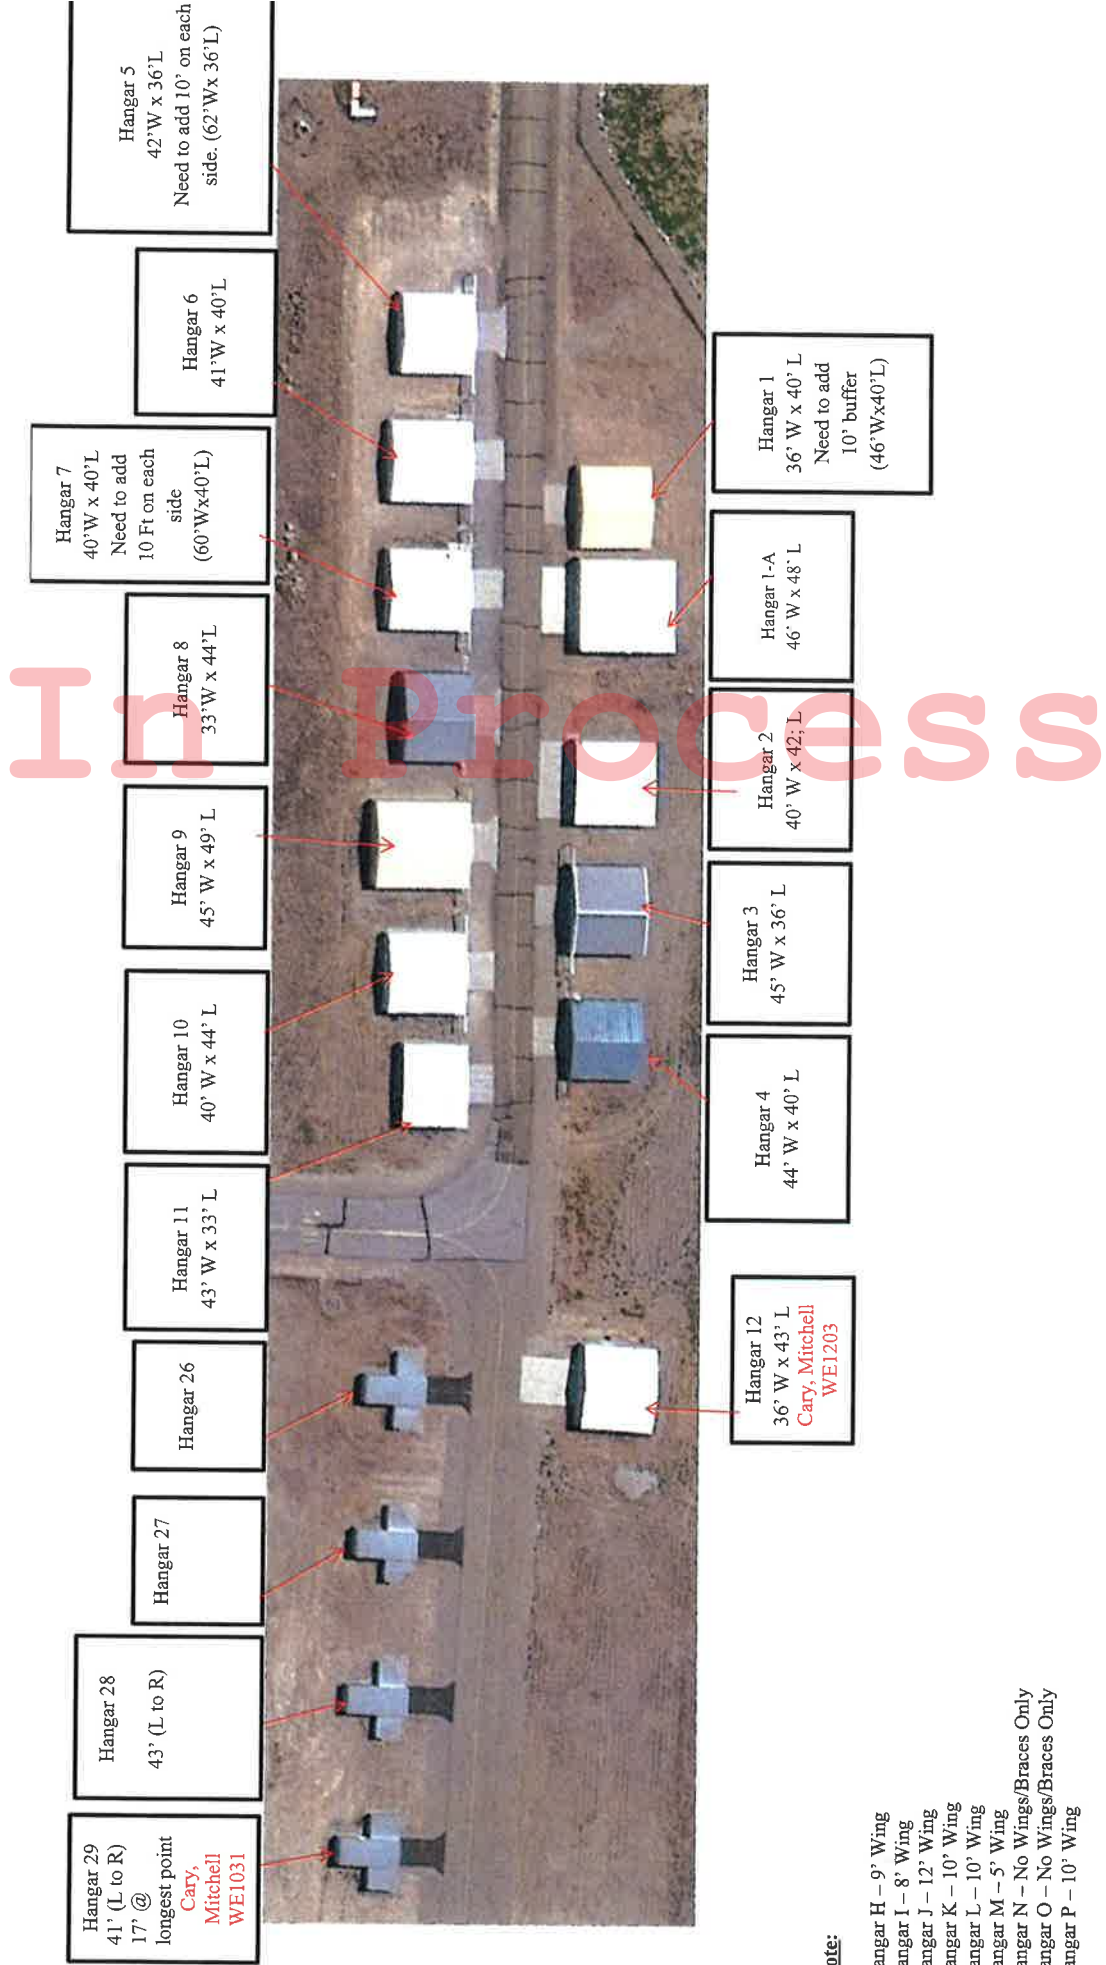 Hangar 29
41' (L to R)
17' @
longest point
Cary,
Mitchell
WE1031
Hangar 28
43' (L to R)
Hangar 27
Hangar 26
Hangar 11
43' W x 33' L
Hangar 10
40' W x 44' L
Hangar 9
45' W x 49' L
Hangar 8
33'W x 44'L
Hangar 7
40'W x 40'L
Need to add
10 Ft on each
side
(60'Wx40'L)
Hangar 6
41'W x 40'L
Hangar 5
42'W x 36'L
Need to add 10' on each
side. (62'Wx 36'L)
Hangar 12
36' W x 43' L
Cary, Mitchell
WE1203
Hangar 4
44' W x 40' L
Hangar 3
45' W x 36' L
Hangar 2
40' W x 42; L
Hangar 1-A
46' W x 48' L
Hangar 1
36' W x 40' L
Need to add
10' buffer
(46'Wx40'L)
ote:
angar H – 9' Wing
angar I – 8' Wing
angar J – 12' Wing
angar K – 10' Wing
angar L – 10' Wing
angar M – 5' Wing
angar N – No Wings/Braces Only
angar O – No Wings/Braces Only
angar P – 10' Wing
In Process